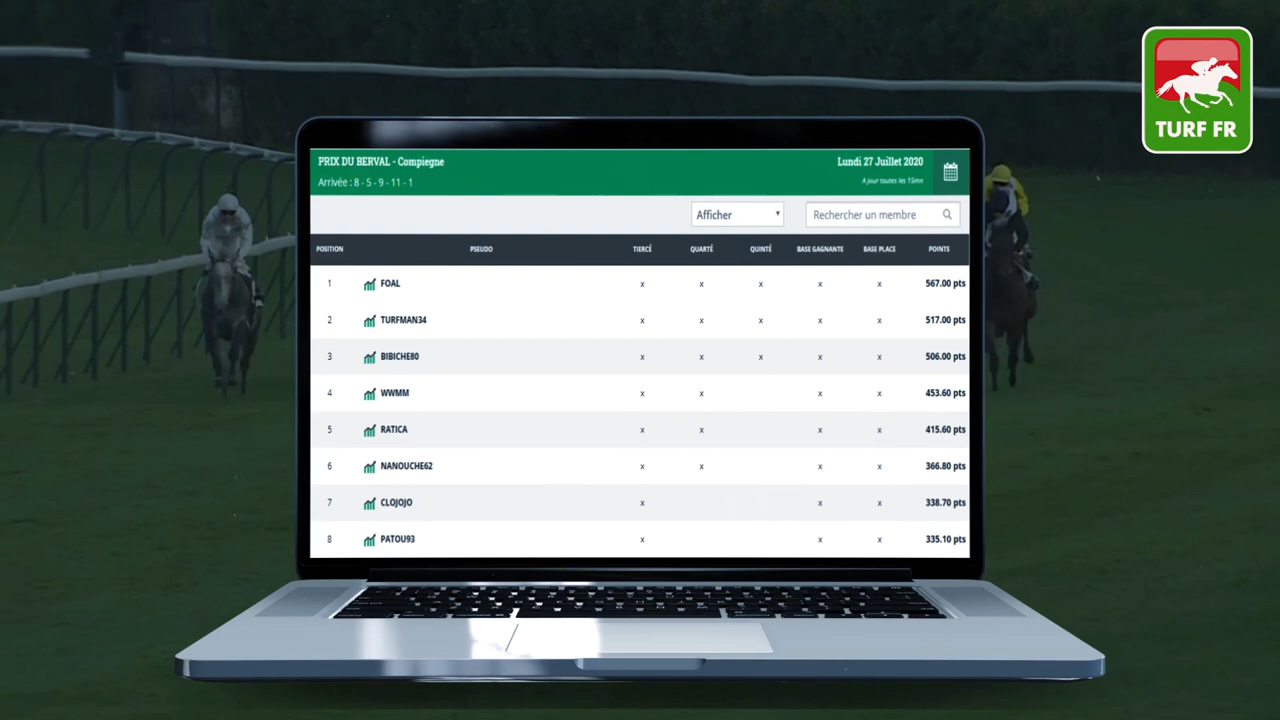 TURF FR
PRIX DU BERVAL - Compiegne
Lundi 27 Juillet 2020
Arrivée : 8 - 5 - 9 - 11 - 1
A jour toutes les 15mn
Afficher
Rechercher un membre
POSITION PSEUDO TIERCÉ QUARTÉ QUINTÉ BASE GAGNANTE BASE PLACE POINTS
1 FOAL x x x x x 567.00 pts
2 TURFMAN34 x x x x x 517.00 pts
3 BIBICHE80 x x x x x 506.00 pts
4 WWMM x x x x 453.60 pts
5 RATICA x x x x 415.60 pts
6 NANOUCHE62 x x x x 366.80 pts
7 CLOJOJO x x x 338.70 pts
8 PATOU93 x x x 335.10 pts